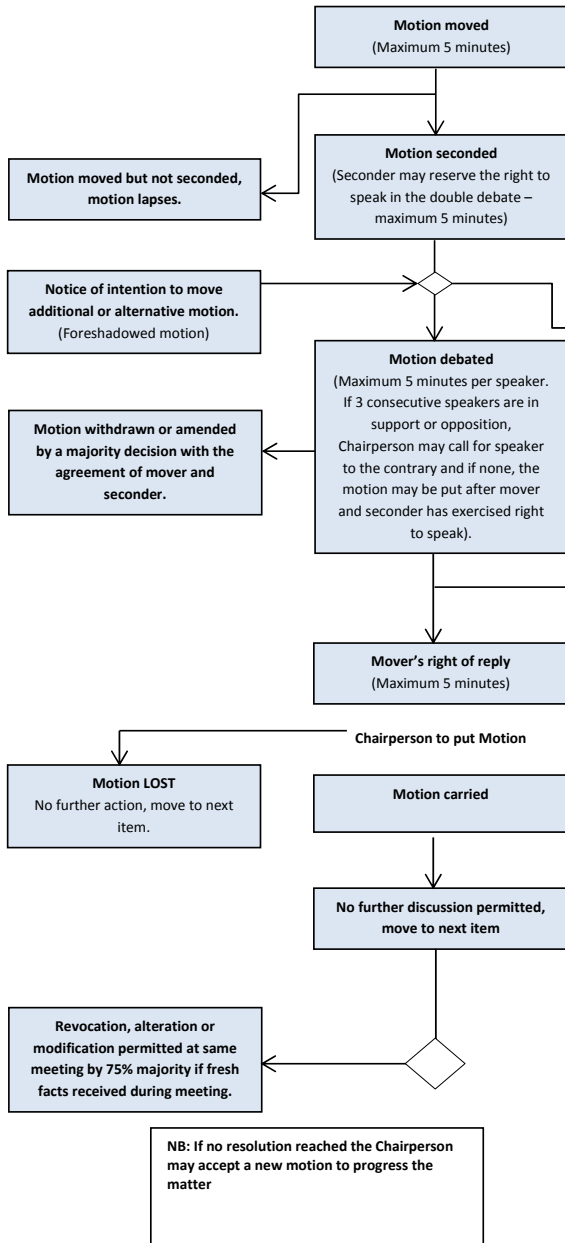 Motion moved
(Maximum 5 minutes)
Motion seconded
(Seconder may reserve the right to
speak in the double debate –
maximum 5 minutes)
Motion moved but not seconded,
motion lapses.
Notice of intention to move
additional or alternative motion.
(Foreshadowed motion)
Motion debated
(Maximum 5 minutes per speaker.
If 3 consecutive speakers are in
support or opposition,
Chairperson may call for speaker
to the contrary and if none, the
motion may be put after mover
and seconder has exercised right
to speak).
Motion withdrawn or amended
by a majority decision with the
agreement of mover and
seconder.
Mover's right of reply
(Maximum 5 minutes)
Chairperson to put Motion
Motion LOST
No further action, move to next
item.
Motion carried
No further discussion permitted,
move to next item
Revocation, alteration or
modification permitted at same
meeting by 75% majority if fresh
facts received during meeting.
NB: If no resolution reached the Chairperson
may accept a new motion to progress the
matter